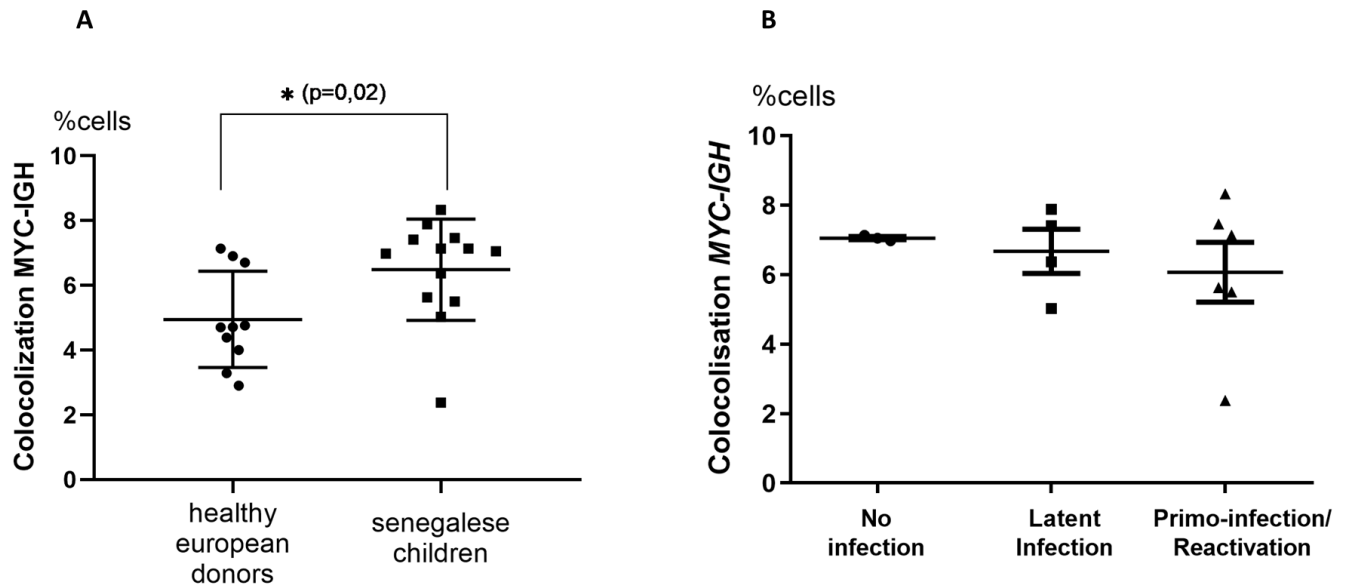 A
* (p=0,02)
%cells
Colocolization MYC-IGH
10
8
6
4
2
0
healthy
european
donors
senegalese
children
B
%cells
Colocolisation MYC-IGH
10
8
6
4
2
0
No
infection
Latent
Infection
Primo-infection/
Reactivation